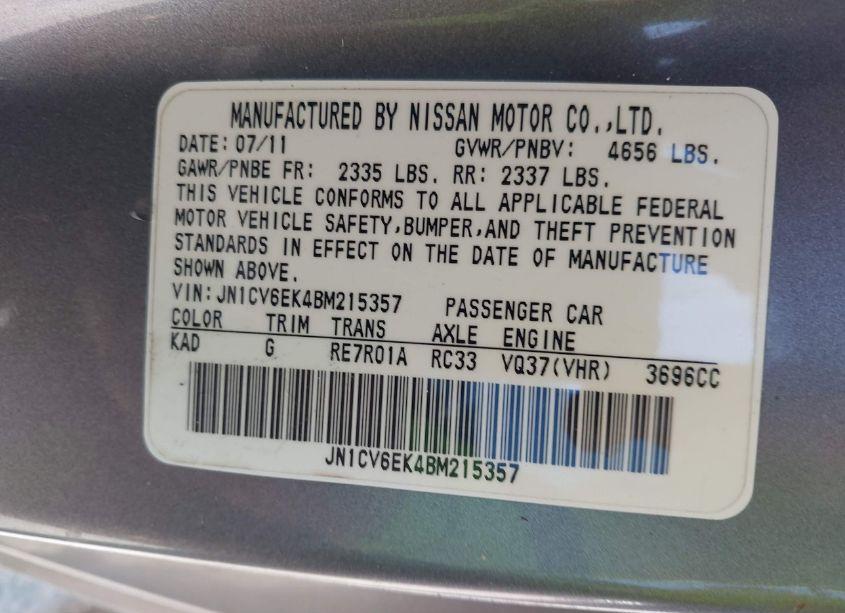 MANUFACTURED BY NISSAN MOTOR CO.,LTD.
DATE: 07/11 GVWR/PNBV: 4656 LBS.
GAWR/PNBE FR: 2335 LBS. RR: 2337 LBS.
THIS VEHICLE CONFORMS TO ALL APPLICABLE FEDERAL
MOTOR VEHICLE SAFETY,BUMPER,AND THEFT PREVENTION
STANDARDS IN EFFECT ON THE DATE OF MANUFACTURE
SHOWN ABOVE.
VIN:JN1CV6EK4BM215357 PASSENGER CAR
COLOR TRIM TRANS AXLE ENGINE
KAD G RE7R01A RC33 VQ37(VHR) 3696CC
JN1CV6EK4BM215357